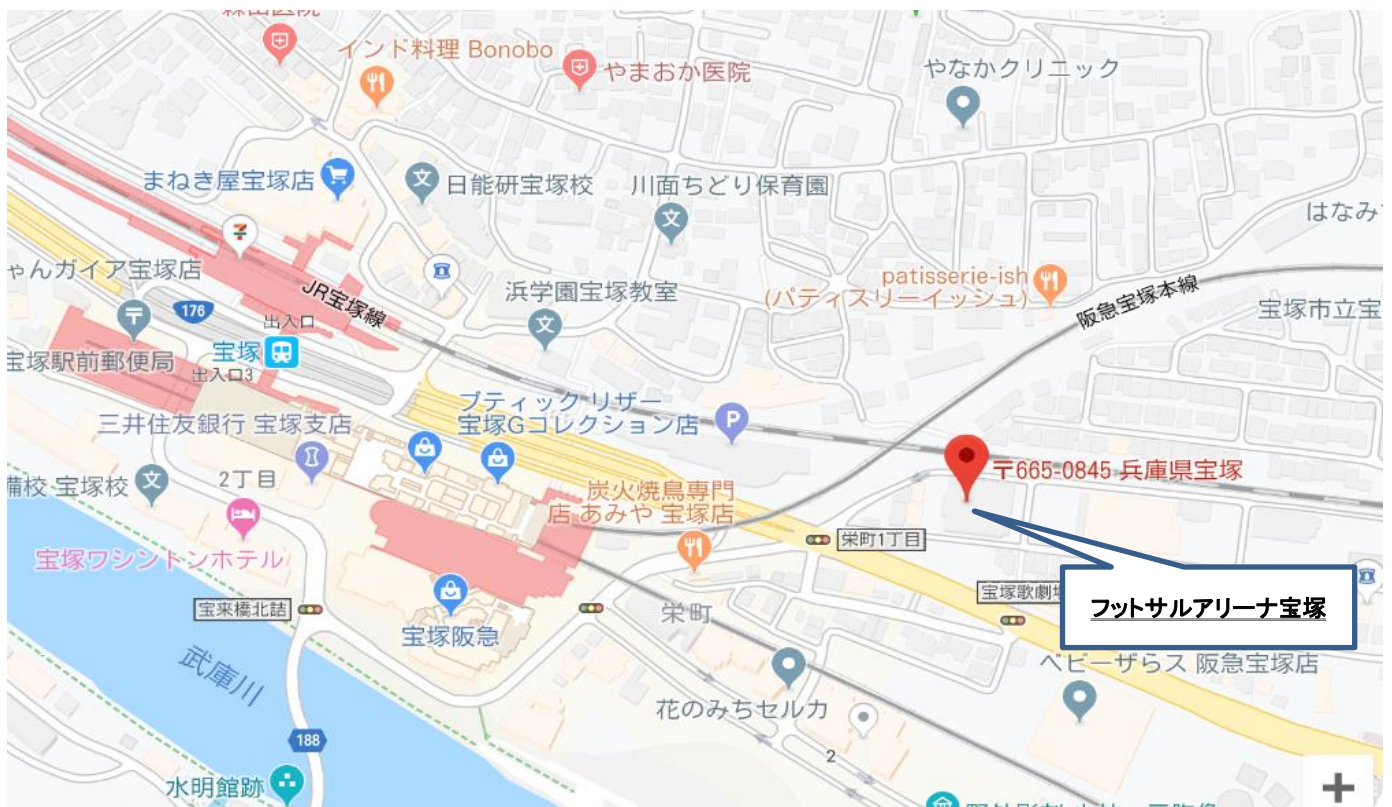 インド料理 Bonobo
やまおか医院
やなかクリニック
まねき屋宝塚店
日能研宝塚校
川面ちどり保育園
はなみ
ゃんガイア宝塚店
JR宝塚線
浜学園宝塚教室
patisserie-ish
(パティスリーイッシュ)
阪急宝塚本線
宝塚市立宝
176
出入口
宝塚
出入口3
宝塚駅前郵便局
ブティック リザー
宝塚Gコレクション店
P
三井住友銀行 宝塚支店
〒665-0845 兵庫県宝塚
2丁目
備校 宝塚校
炭火焼鳥専門
店 あみや 宝塚店
栄町1丁目
宝塚ワシントンホテル
宝塚歌劇場
フットサルアリーナ宝塚
宝来橋北詰
栄町
宝塚阪急
武庫川
ベビーザらス 阪急宝塚店
花のみちセルカ
188
2
水明館跡